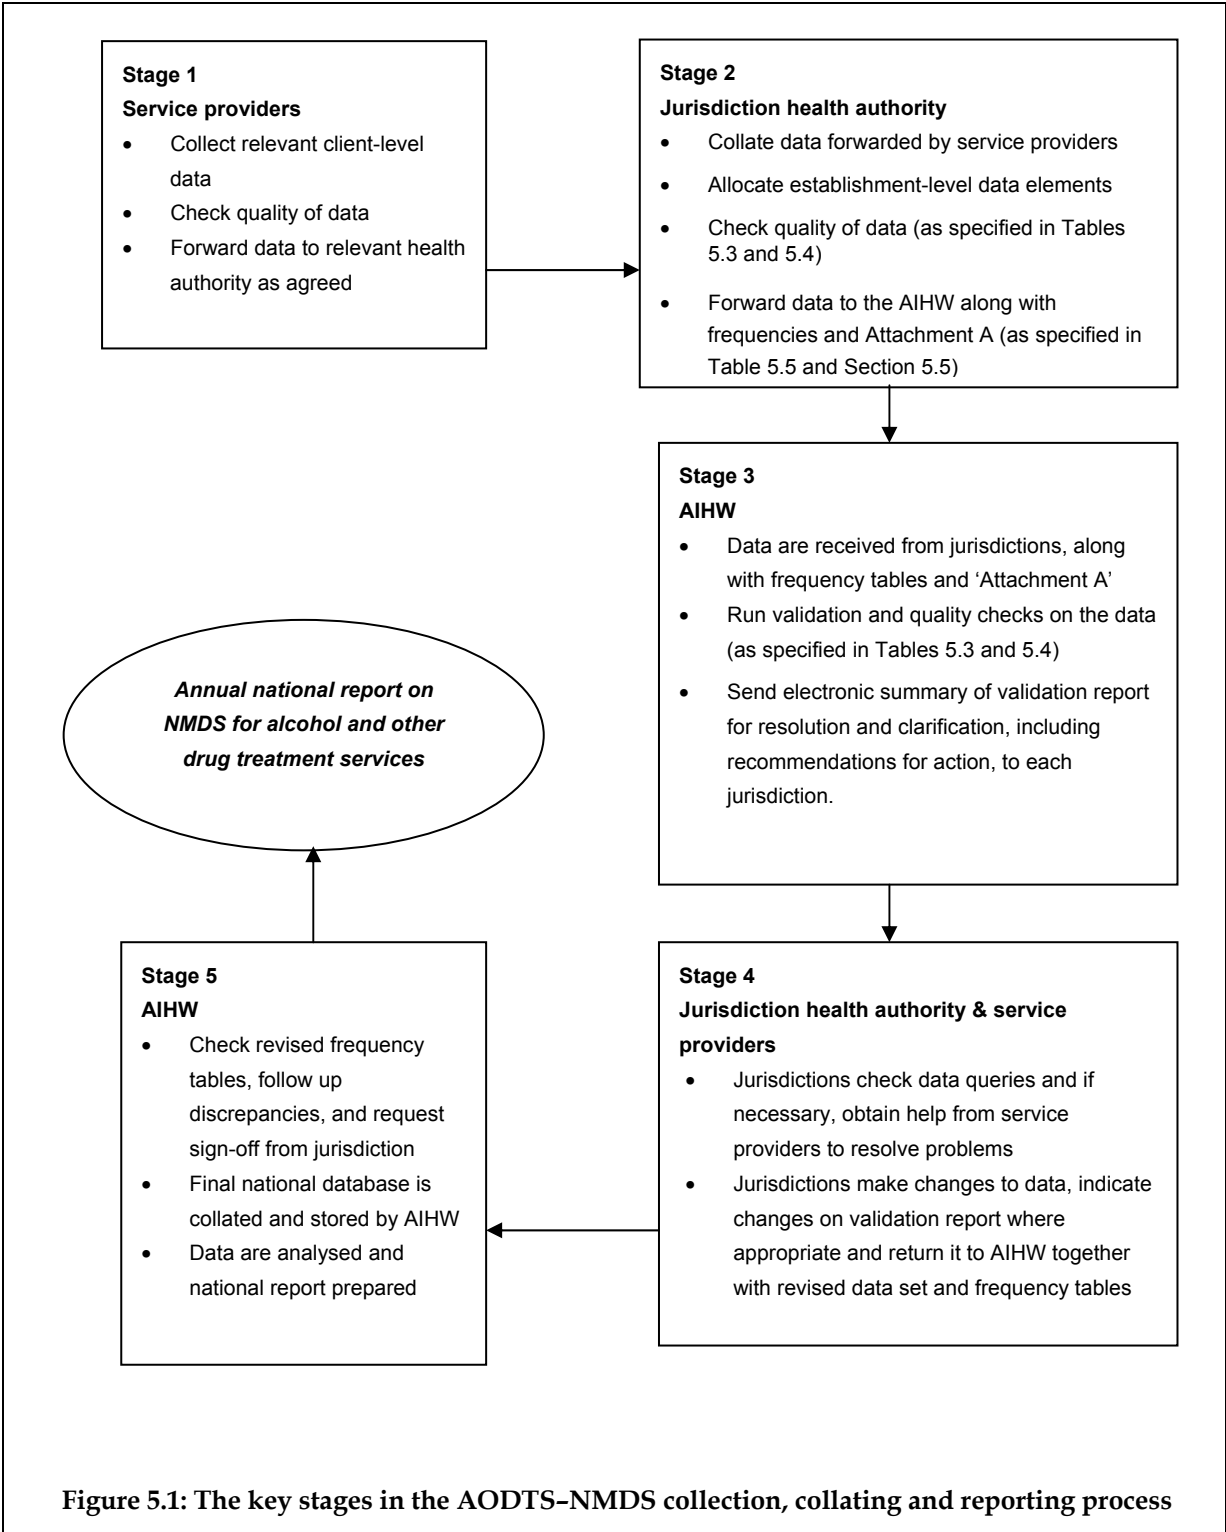 Stage 1
Service providers
• Collect relevant client-level
data
• Check quality of data
• Forward data to relevant health
authority as agreed
Stage 2
Jurisdiction health authority
• Collate data forwarded by service providers
• Allocate establishment-level data elements
• Check quality of data (as specified in Tables
5.3 and 5.4)
• Forward data to the AIHW along with
frequencies and Attachment A (as specified in
Table 5.5 and Section 5.5)
Stage 3
AIHW
• Data are received from jurisdictions, along
with frequency tables and ‘Attachment A’
• Run validation and quality checks on the data
(as specified in Tables 5.3 and 5.4)
• Send electronic summary of validation report
for resolution and clarification, including
recommendations for action, to each
jurisdiction.
Stage 4
Jurisdiction health authority & service
providers
• Jurisdictions check data queries and if
necessary, obtain help from service
providers to resolve problems
• Jurisdictions make changes to data, indicate
changes on validation report where
appropriate and return it to AIHW together
with revised data set and frequency tables
Stage 5
AIHW
• Check revised frequency
tables, follow up
discrepancies, and request
sign-off from jurisdiction
• Final national database is
collated and stored by AIHW
• Data are analysed and
national report prepared
Annual national report on
NMDS for alcohol and other
drug treatment services
Figure 5.1: The key stages in the AODTS–NMDS collection, collating and reporting process